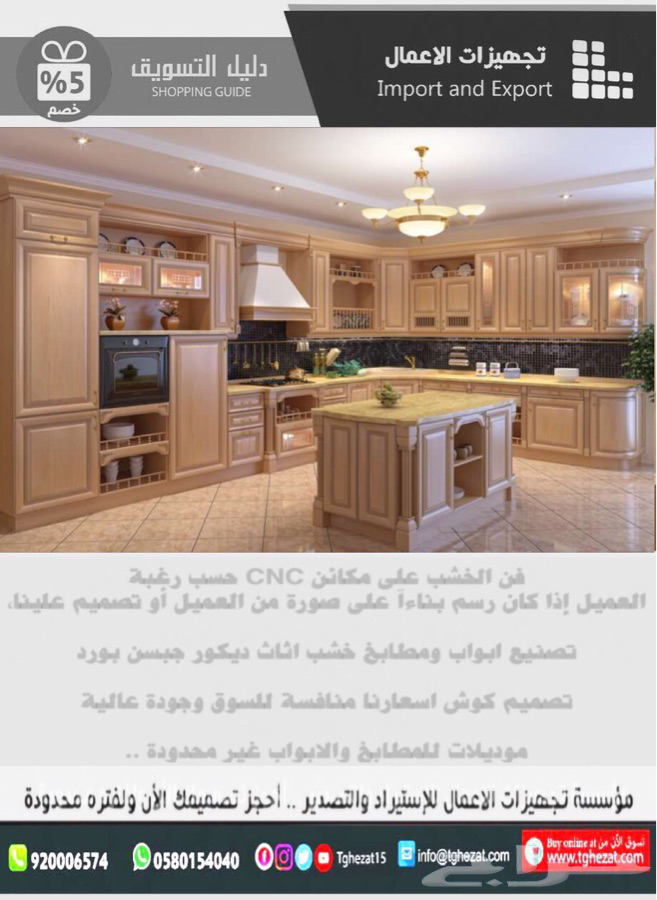 تجهيزات الاعمال
Import and Export
دليل التسويق
SHOPPING GUIDE
%5
خصم
فن الخشب على مكائن CNC حسب رغبة
العميل إذا كان رسم بناءاً على صورة من العميل أو تصميم علينا،
تصنيع ابواب ومطابخ خشب اثاث ديكور جبسن بورد
تصميم كوش اسعارنا منافسة للسوق وجودة عالية
موديلات للمطابخ والابواب غير محدودة ..
مؤسسة تجهيزات الاعمال للإستيراد والتصدير .. أحجز تصميمك الأن ولفتره محدودة
920006574
0580154040
Tghezat15
info@tghezat.com
Buy online at تسوق الأن من
www.tghezat.com